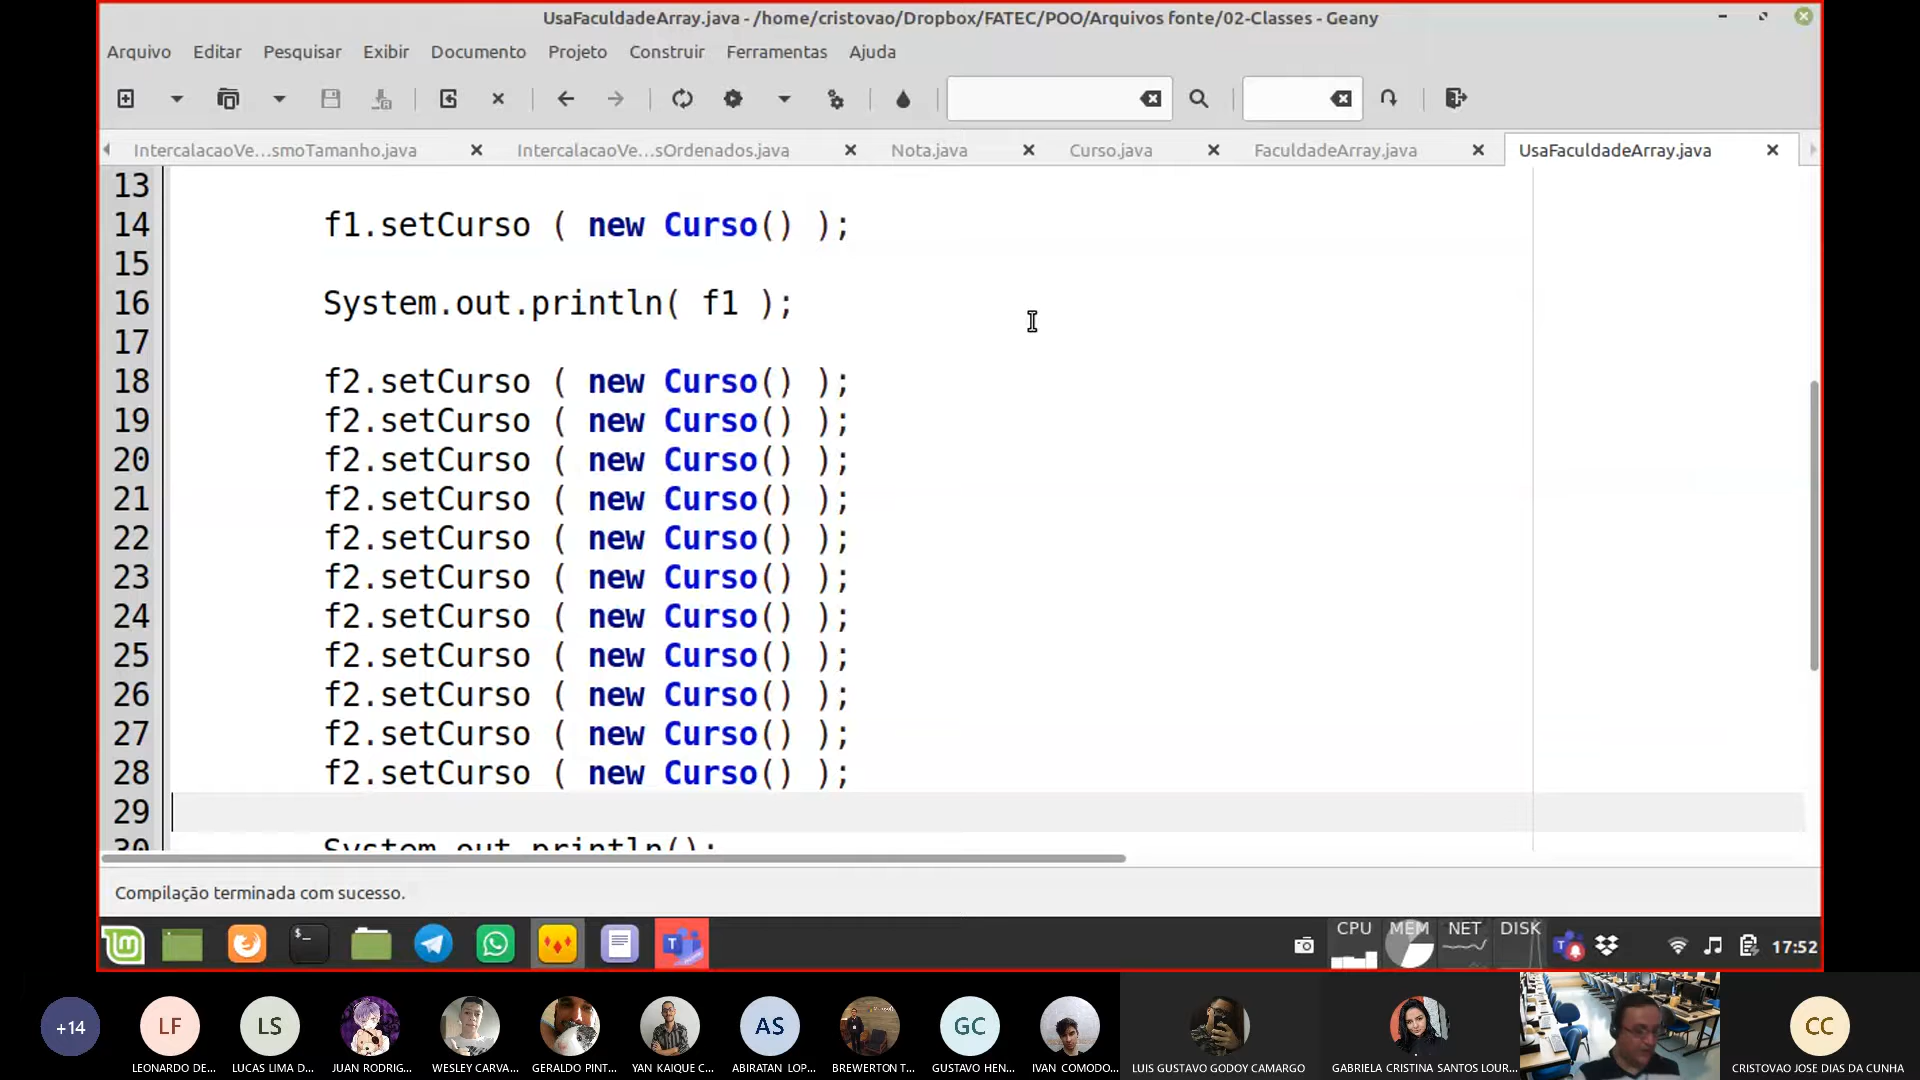 UsaFaculdadeArray.java - /home/cristovao/Dropbox/FATEC/POO/Arquivos fonte/02-Classes - Geany
Arquivo Editar Pesquisar Exibir Documento Projeto Construir Ferramentas Ajuda
IntercalacaoVe...smoTamanho.java IntercalacaoVe...sOrdenados.java Nota.java Curso.java FaculdadeArray.java UsaFaculdadeArray.java
13
14 f1.setCurso ( new Curso() );
15
16 System.out.println( f1 );
17
18 f2.setCurso ( new Curso() );
19 f2.setCurso ( new Curso() );
20 f2.setCurso ( new Curso() );
21 f2.setCurso ( new Curso() );
22 f2.setCurso ( new Curso() );
23 f2.setCurso ( new Curso() );
24 f2.setCurso ( new Curso() );
25 f2.setCurso ( new Curso() );
26 f2.setCurso ( new Curso() );
27 f2.setCurso ( new Curso() );
28 f2.setCurso ( new Curso() );
29
30 System.out.println();
Compilação terminada com sucesso.
CPU MEM NET DISK
17:52
+14 LF LS AS GC CC
LEONARDO DE... LUCAS LIMA D... JUAN RODRIG... WESLEY CARVA... GERALDO PINT... YAN KAIQUE C... ABIRATAN LOP... BREWERTON T... GUSTAVO HEN... IVAN COMODO... LUIS GUSTAVO GODOY CAMARGO GABRIELA CRISTINA SANTOS LOUR... CRISTOVAO JOSE DIAS DA CUNHA